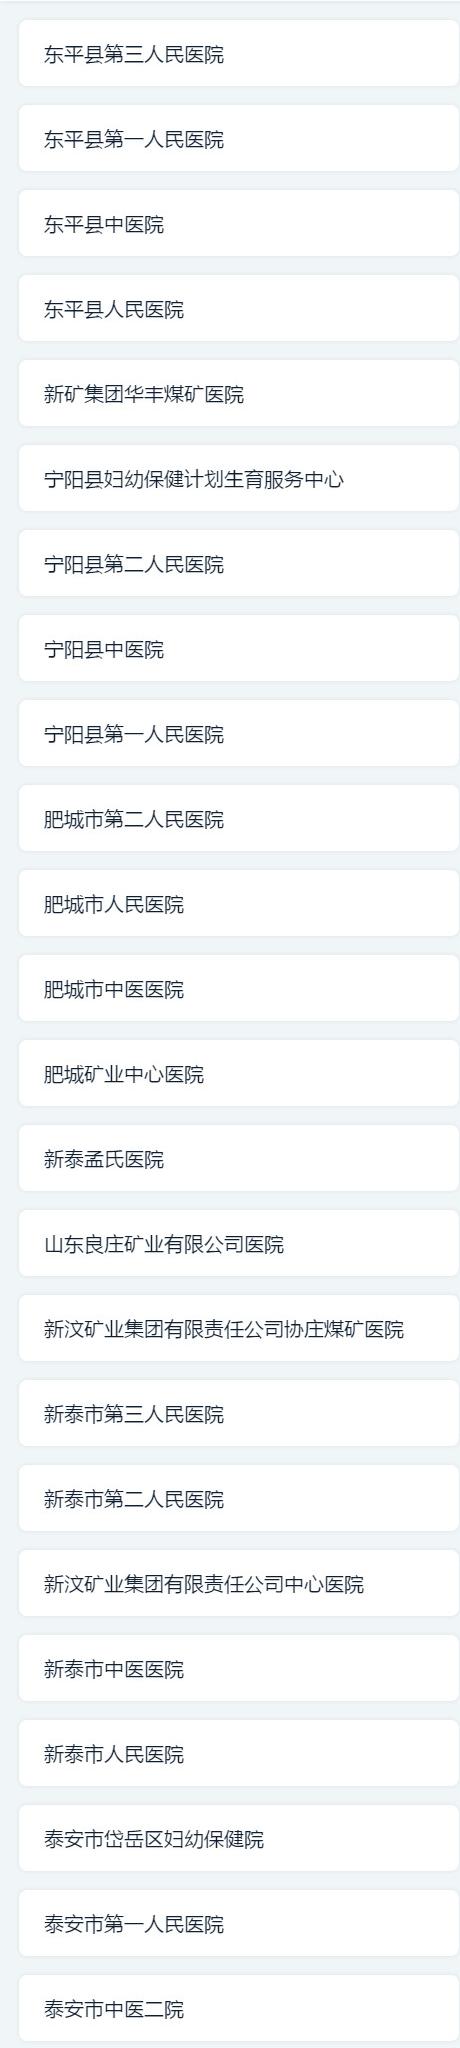 东平县第三人民医院
东平县第一人民医院
东平县中医院
东平县人民医院
新矿集团华丰煤矿医院
宁阳县妇幼保健计划生育服务中心
宁阳县第二人民医院
宁阳县中医院
宁阳县第一人民医院
肥城市第二人民医院
肥城市人民医院
肥城市中医医院
肥城矿业中心医院
新泰孟氏医院
山东良庄矿业有限公司医院
新汶矿业集团有限责任公司协庄煤矿医院
新泰市第三人民医院
新泰市第二人民医院
新汶矿业集团有限责任公司中心医院
新泰市中医医院
新泰市人民医院
泰安市岱岳区妇幼保健院
泰安市第一人民医院
泰安市中医二院